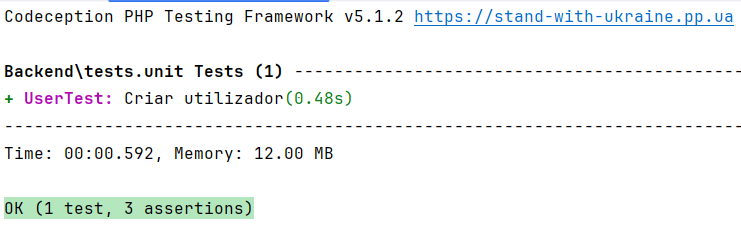 Codeception PHP Testing Framework v5.1.2 https://stand-with-ukraine.pp.ua
Backend\tests.unit Tests (1) ---------------------------------------------
+ UserTest: Criar utilizador(0.48s)
--------------------------------------------------------------------------
Time: 00:00.592, Memory: 12.00 MB
OK (1 test, 3 assertions)